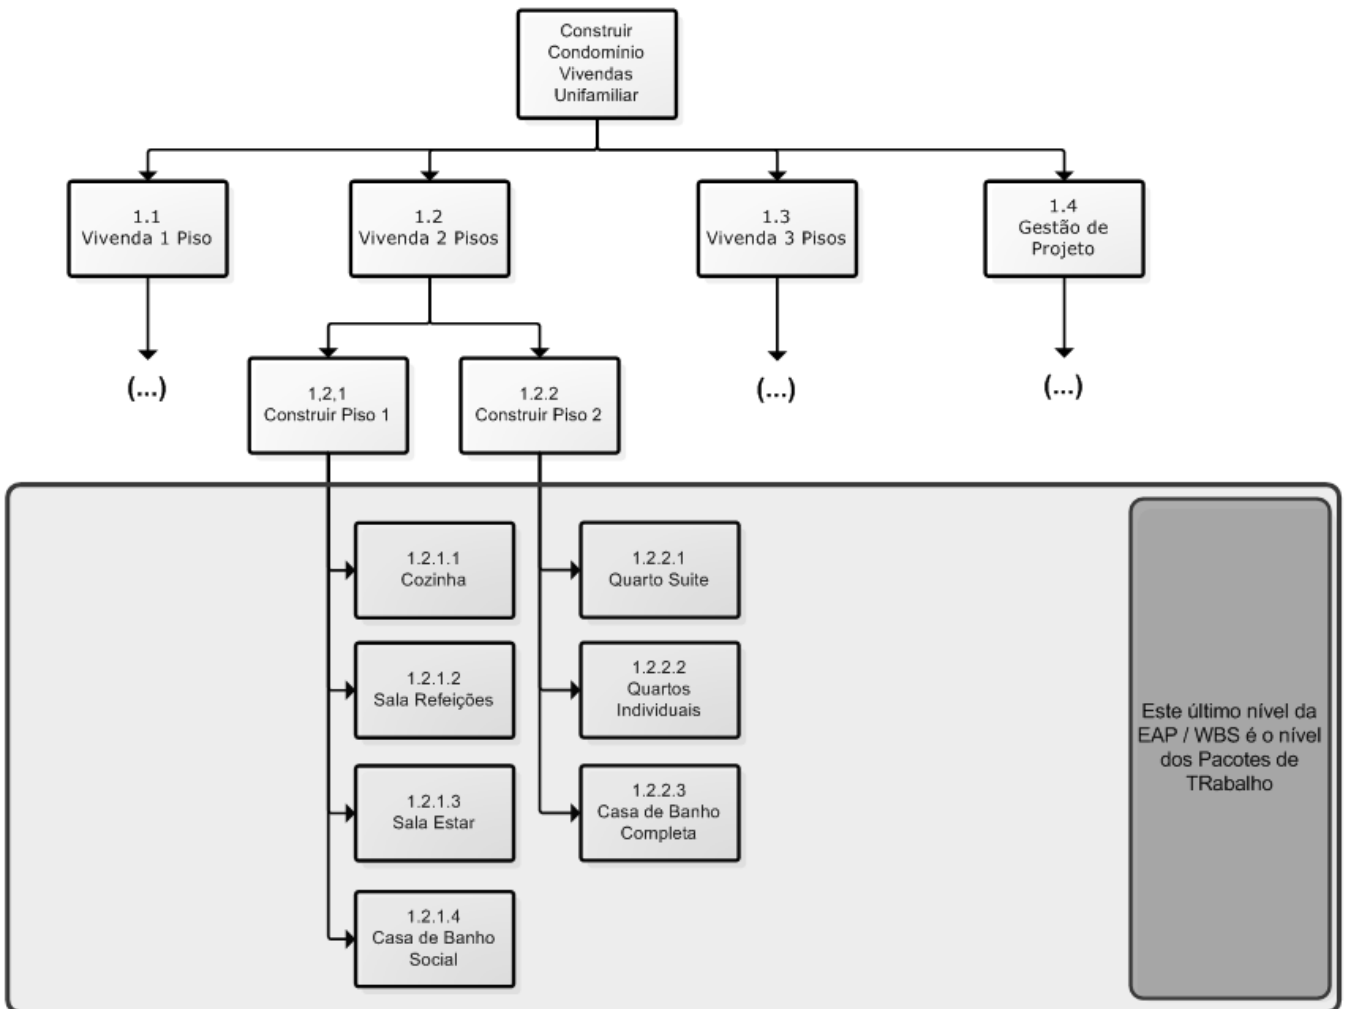 Construir
Condomínio
Vivendas
Unifamiliar
1.1
Vivenda 1 Piso
1.2
Vivenda 2 Pisos
1.3
Vivenda 3 Pisos
1.4
Gestão de
Projeto
(...)
1,2,1
Construir Piso 1
1.2.2
Construir Piso 2
(...)
(...)
1.2.1.1
Cozinha
1.2.2.1
Quarto Suite
1.2.1.2
Sala Refeições
1.2.2.2
Quartos
Individuais
1.2.1.3
Sala Estar
1.2.2.3
Casa de Banho
Completa
1.2.1.4
Casa de Banho
Social
Este último nível da
EAP / WBS é o nível
dos Pacotes de
TRabalho